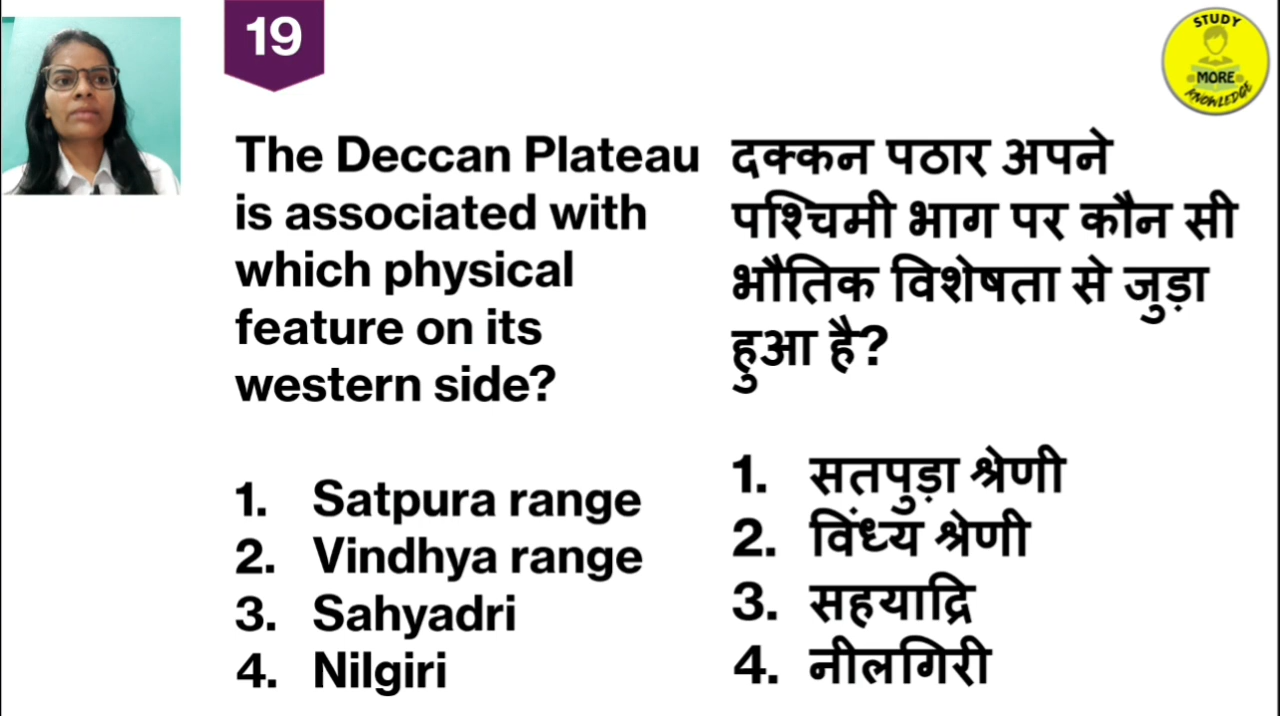 19
STUDY
MORE
KNOWLEDGE
The Deccan Plateau
is associated with
which physical
feature on its
western side?
1. Satpura range
2. Vindhya range
3. Sahyadri
4. Nilgiri
दक्कन पठार अपने
पश्चिमी भाग पर कौन सी
भौतिक विशेषता से जुड़ा
हुआ है?
1. सतपुड़ा श्रेणी
2. विंध्य श्रेणी
3. सहयाद्रि
4. नीलगिरी